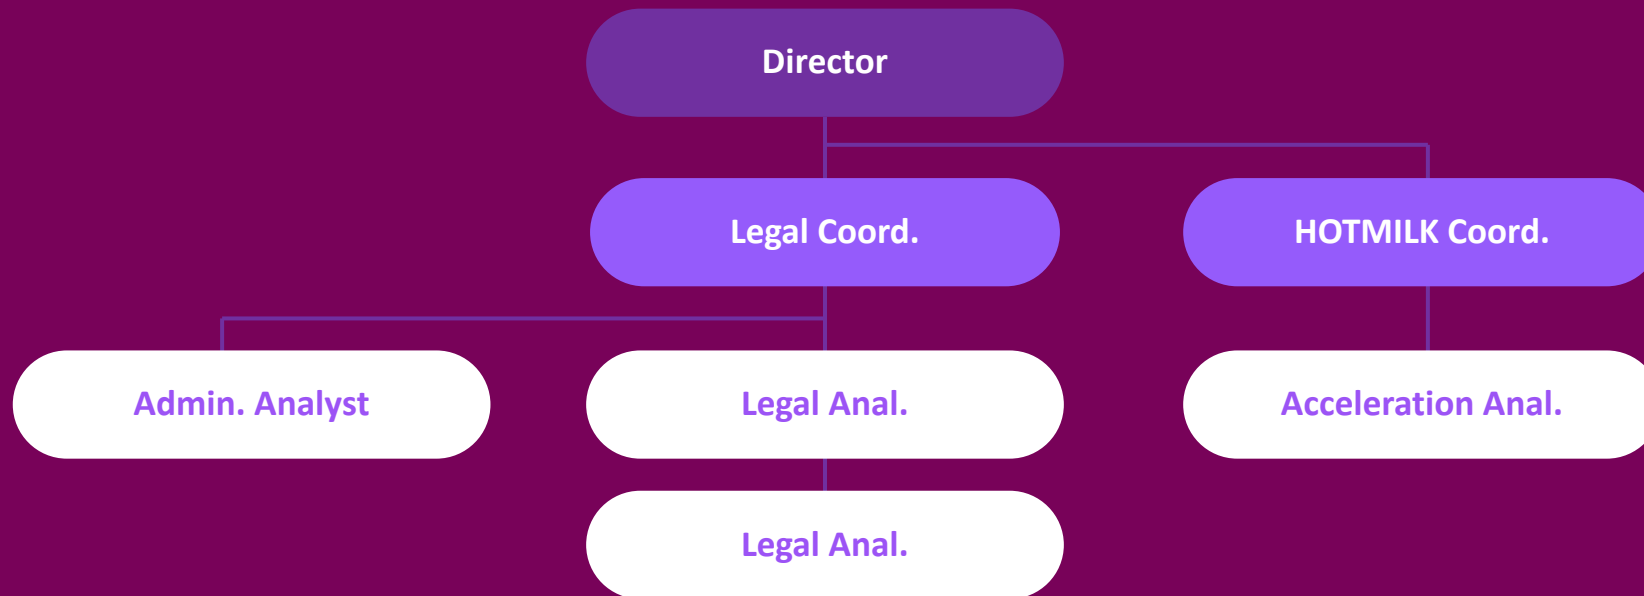 Director
Legal Coord.
HOTMILK Coord.
Admin. Analyst
Legal Anal.
Acceleration Anal.
Legal Anal.